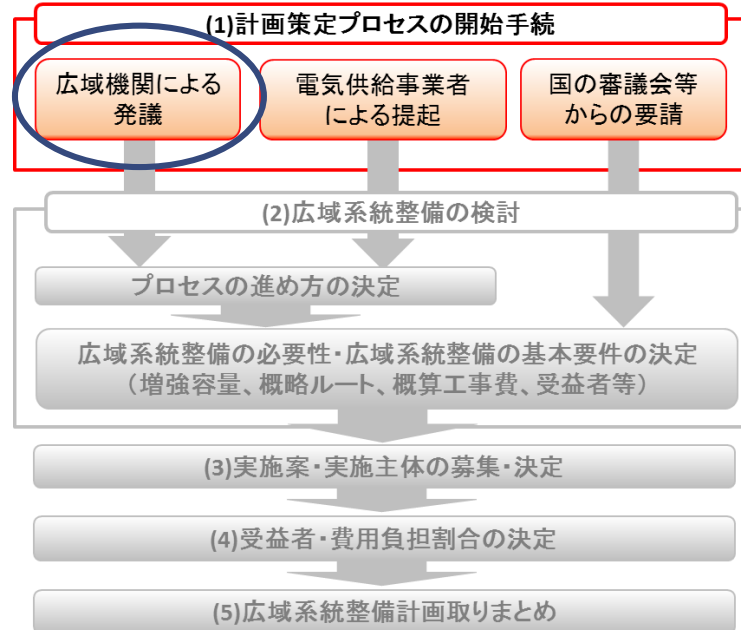 (1)計画策定プロセスの開始手続
広域機関による
発議
電気供給事業者
による提起
国の審議会等
からの要請
(2)広域系統整備の検討
プロセスの進め方の決定
広域系統整備の必要性・広域系統整備の基本要件の決定
（増強容量、概略ルート、概算工事費、受益者等）
(3)実施案・実施主体の募集・決定
(4)受益者・費用負担割合の決定
(5)広域系統整備計画取りまとめ